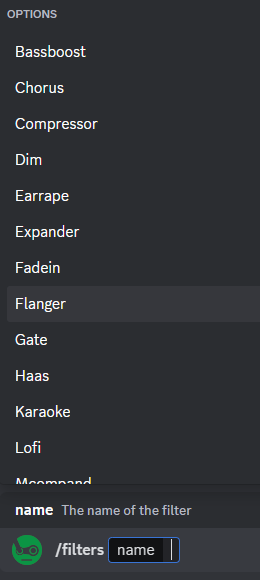 OPTIONS
Bassboost
Chorus
Compressor
Dim
Earrape
Expander
Fadein
Flanger
Gate
Haas
Karaoke
Lofi
Mcompand
name The name of the filter
/filters name